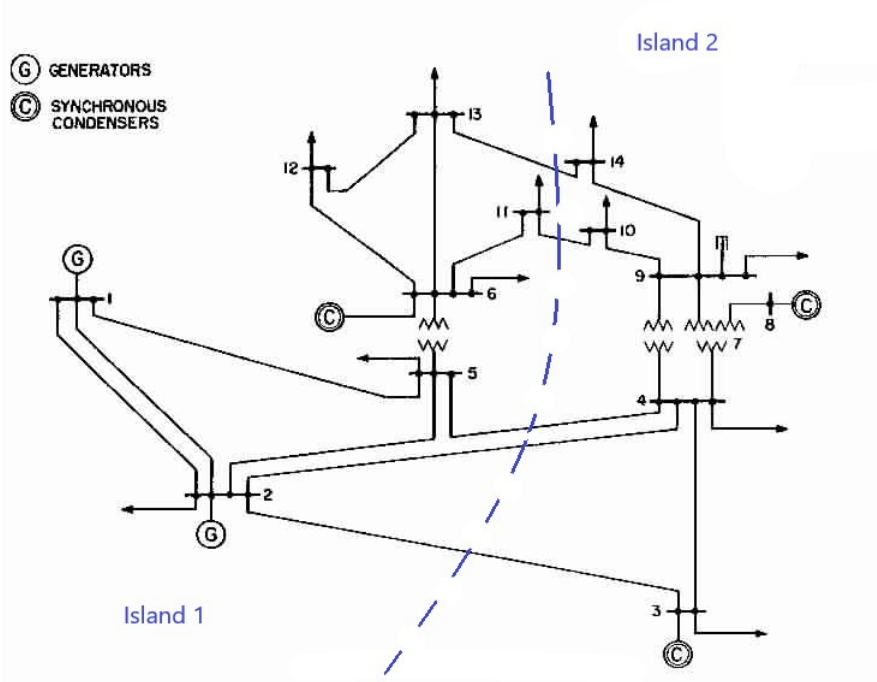 Island 2
G GENERATORS
C SYNCHRONOUS
CONDENSERS
13
12
14
11
10
G
1
9
6
C
8
C
7
5
4
2
G
Island 1
3
C